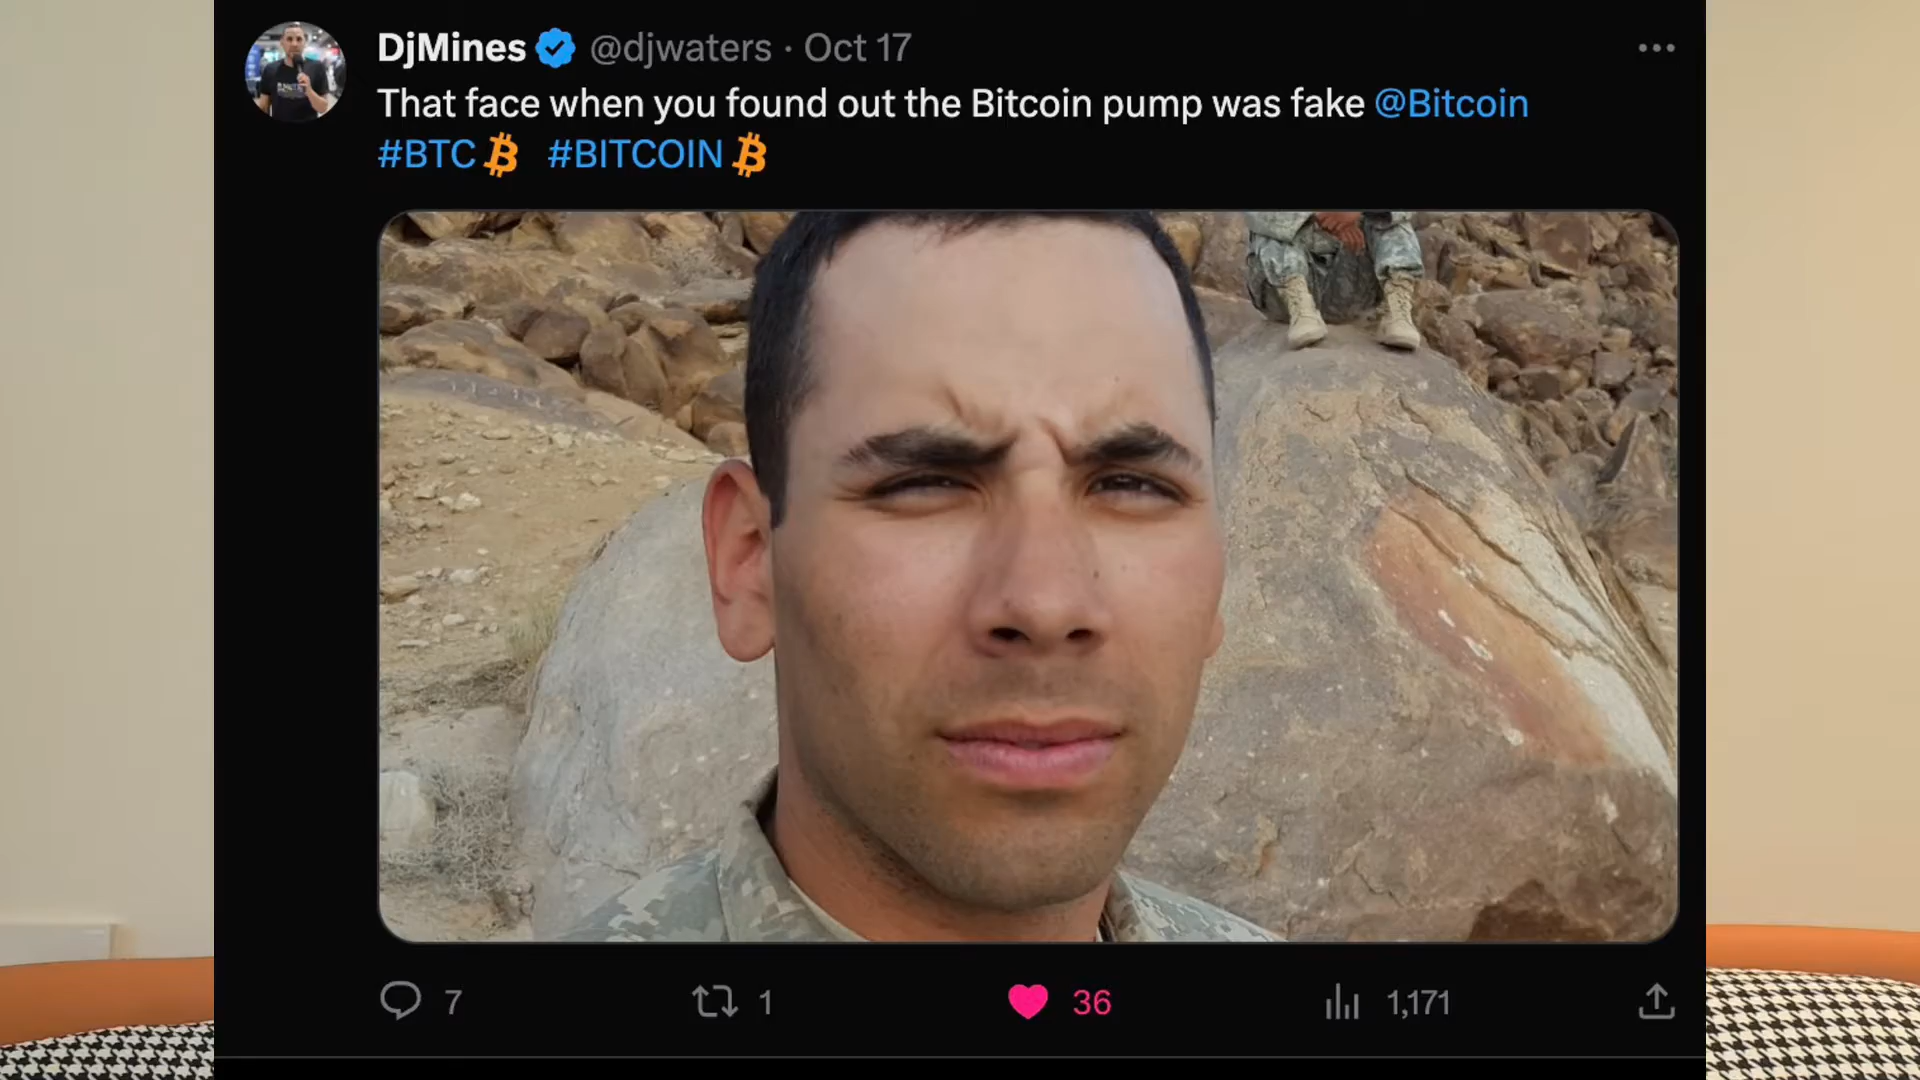 DjMines @djwaters · Oct 17
That face when you found out the Bitcoin pump was fake @Bitcoin
#BTC #BITCOIN
7 1 36 1,171